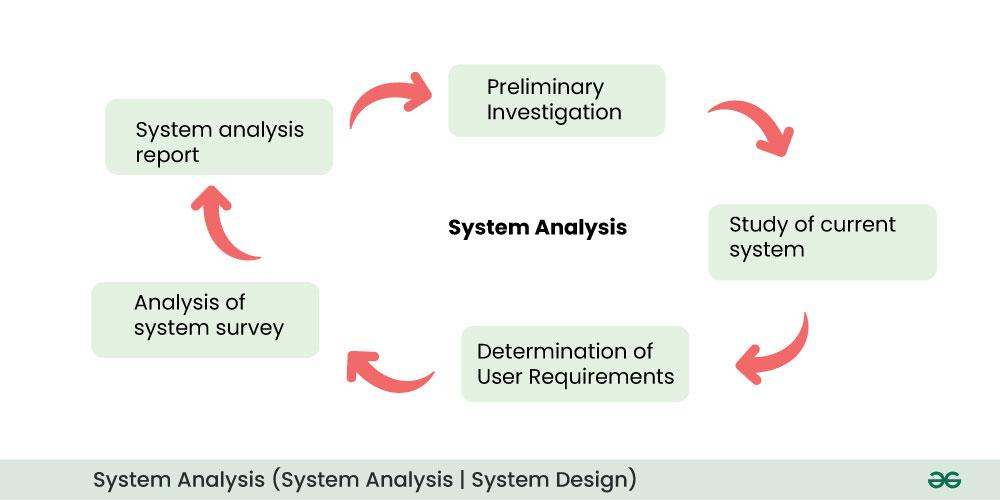 Preliminary
Investigation
System analysis
report
System Analysis
Study of current
system
Analysis of
system survey
Determination of
User Requirements
System Analysis (System Analysis | System Design)